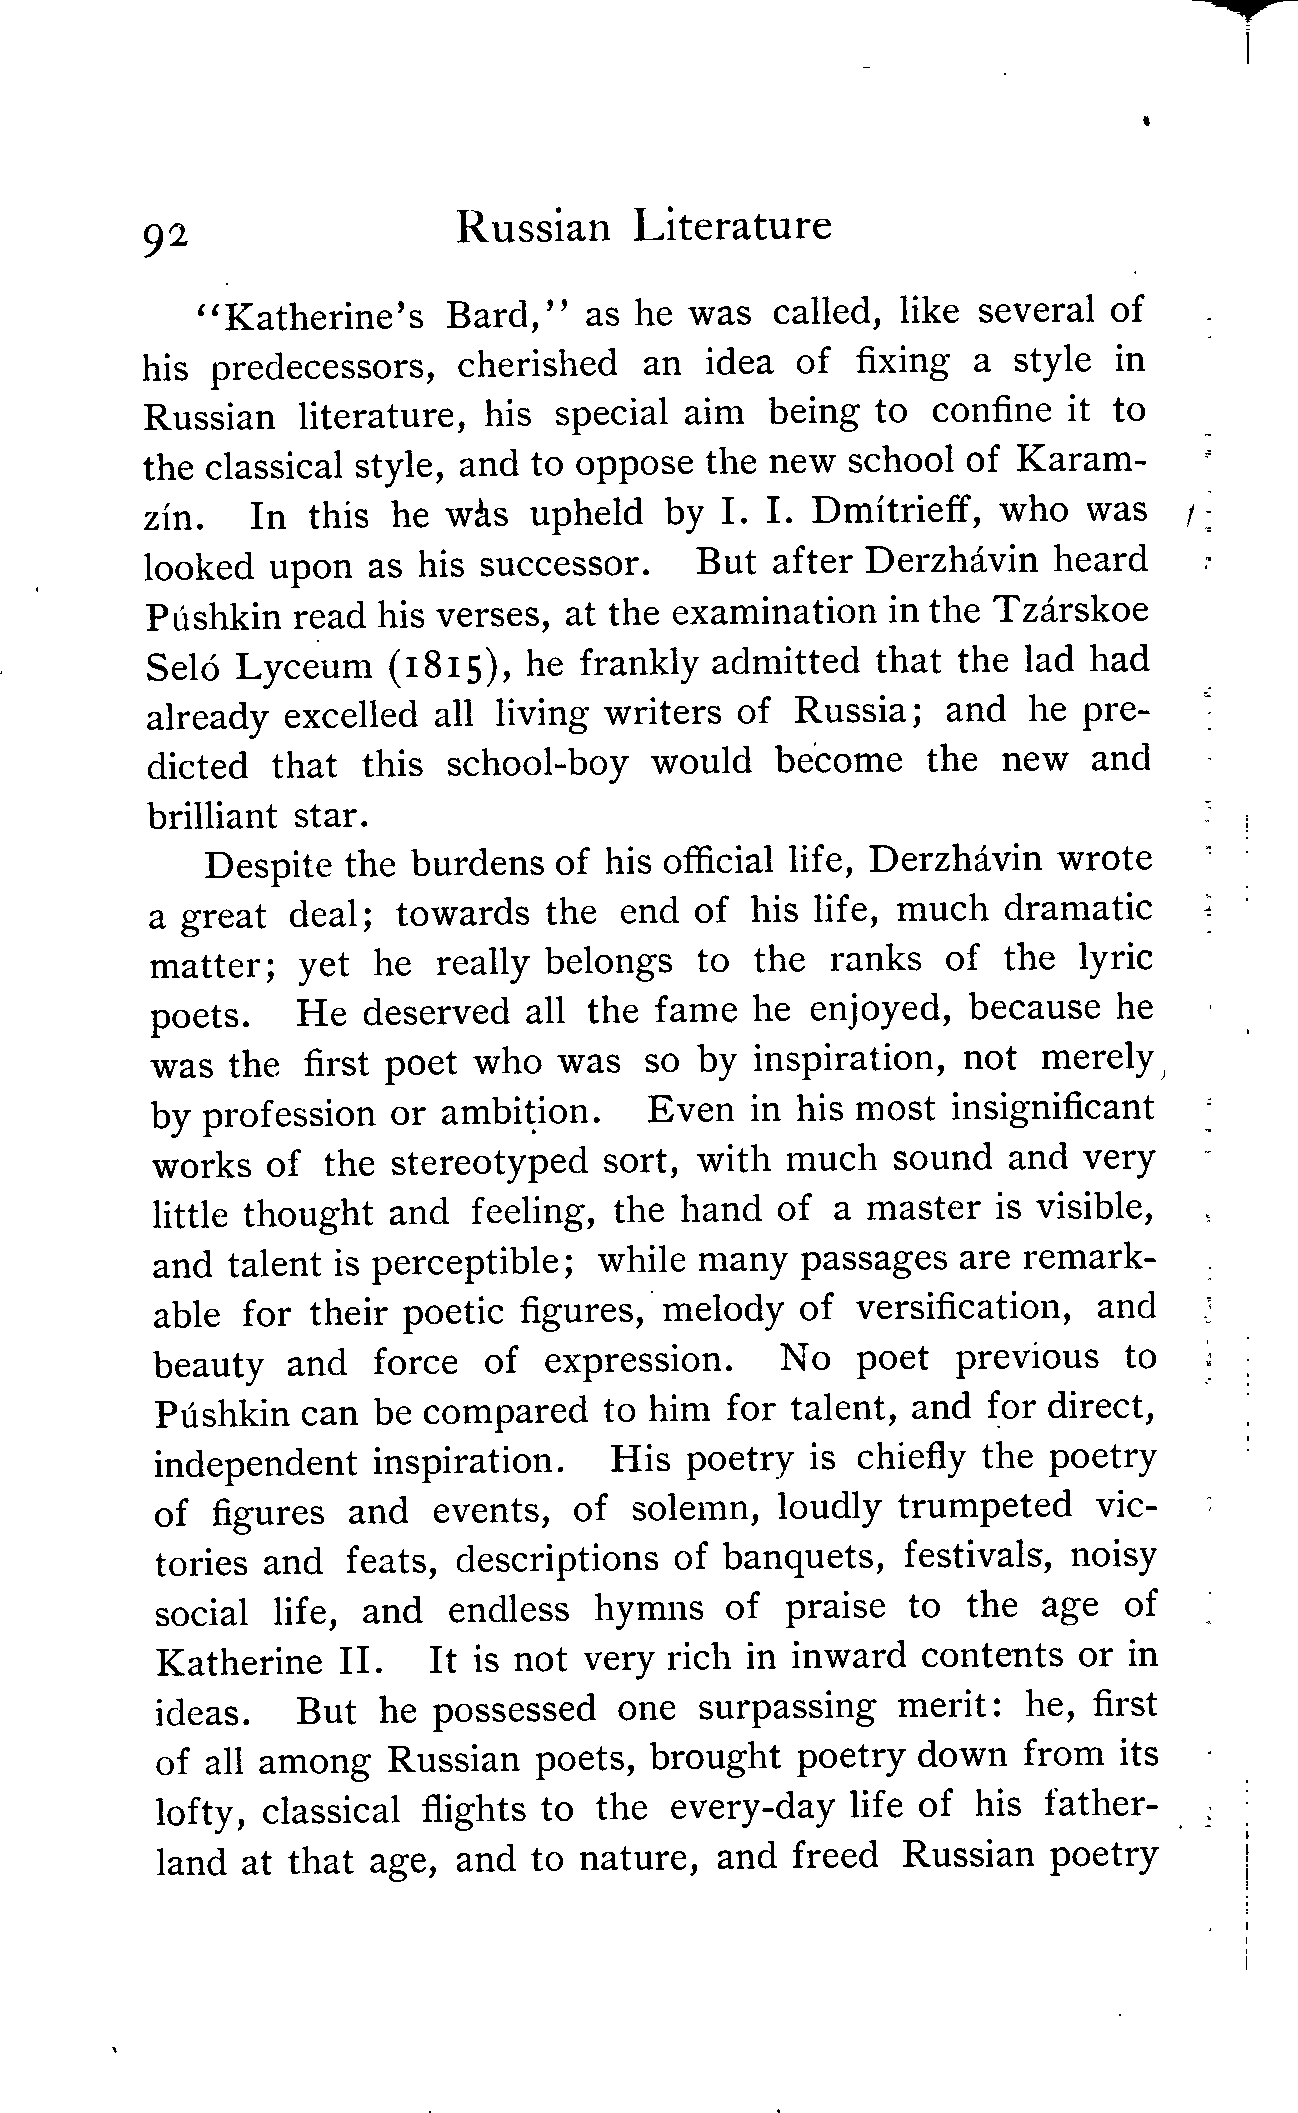 92 Russian Literature
“Katherine’s Bard,” as he was called, like several of
his predecessors, cherished an idea of fixing a style in
Russian literature, his special aim being to confine it to
the classical style, and to oppose the new school of Karam-
zín. In this he was upheld by I. I. Dmítrieff, who was
looked upon as his successor. But after Derzhávin heard
Púshkin read his verses, at the examination in the Tzárskoe
Seló Lyceum (1815), he frankly admitted that the lad had
already excelled all living writers of Russia; and he pre-
dicted that this school-boy would become the new and
brilliant star.
Despite the burdens of his official life, Derzhávin wrote
a great deal; towards the end of his life, much dramatic
matter; yet he really belongs to the ranks of the lyric
poets. He deserved all the fame he enjoyed, because he
was the first poet who was so by inspiration, not merely
by profession or ambition. Even in his most insignificant
works of the stereotyped sort, with much sound and very
little thought and feeling, the hand of a master is visible,
and talent is perceptible; while many passages are remark-
able for their poetic figures, melody of versification, and
beauty and force of expression. No poet previous to
Púshkin can be compared to him for talent, and for direct,
independent inspiration. His poetry is chiefly the poetry
of figures and events, of solemn, loudly trumpeted vic-
tories and feats, descriptions of banquets, festivals, noisy
social life, and endless hymns of praise to the age of
Katherine II. It is not very rich in inward contents or in
ideas. But he possessed one surpassing merit: he, first
of all among Russian poets, brought poetry down from its
lofty, classical flights to the every-day life of his father-
land at that age, and to nature, and freed Russian poetry